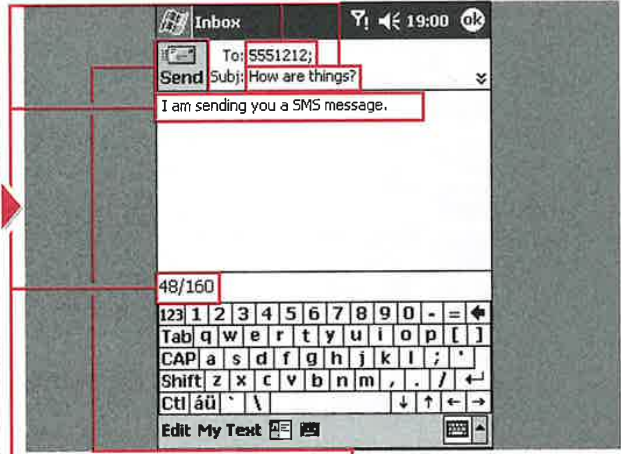 Inbox 19:00 ok
To: 5551212;
Send Subj: How are things?
I am sending you a SMS message.
48/160
123 1 2 3 4 5 6 7 8 9 0 - =
Tab q w e r t y u i o p [ ]
CAP a s d f g h j k l ; '
Shift z x c v b n m , . /
Ctl áü ` \
Edit My Text